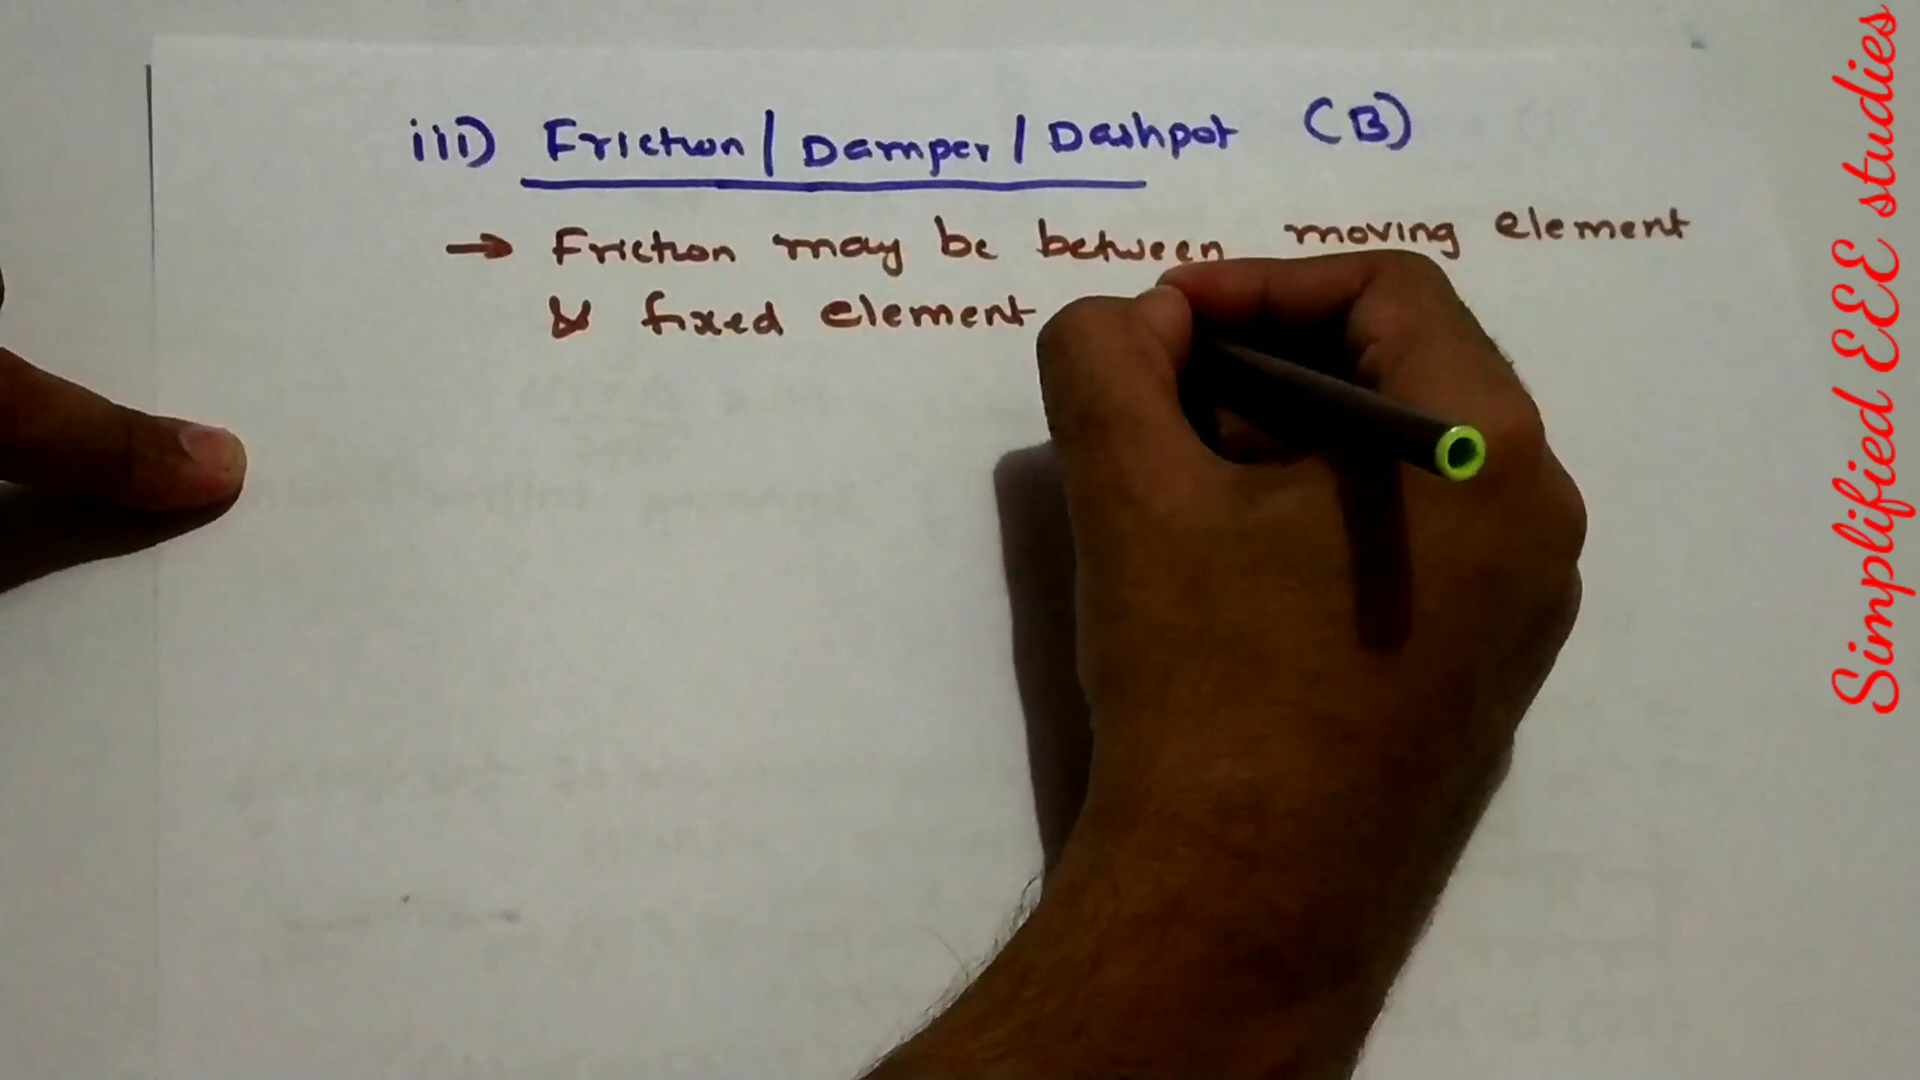 iii) Friction / Damper / Dashpot (B)
→ Friction may be between moving element
& fixed element
Simplified EEE studies